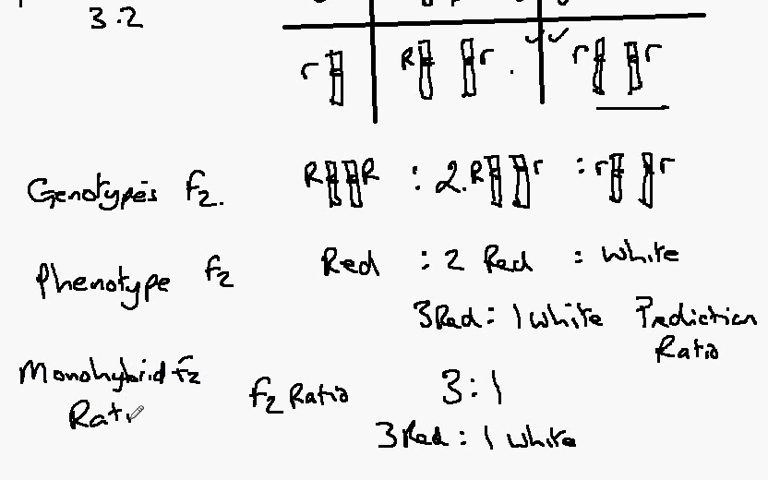 3.2
r R r . r r
Genotypes F2. R R : 2. R r : r r
Phenotype F2 Red : 2 Red : White
3 Red : 1 White Prediction
Ratio
Monohybrid F2
F2 Ratio 3 : 1
Rati
3 Red : 1 White